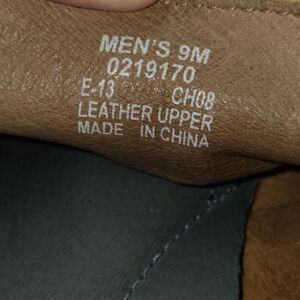 MEN'S 9M
0219170
E-13 CH08
LEATHER UPPER
MADE IN CHINA